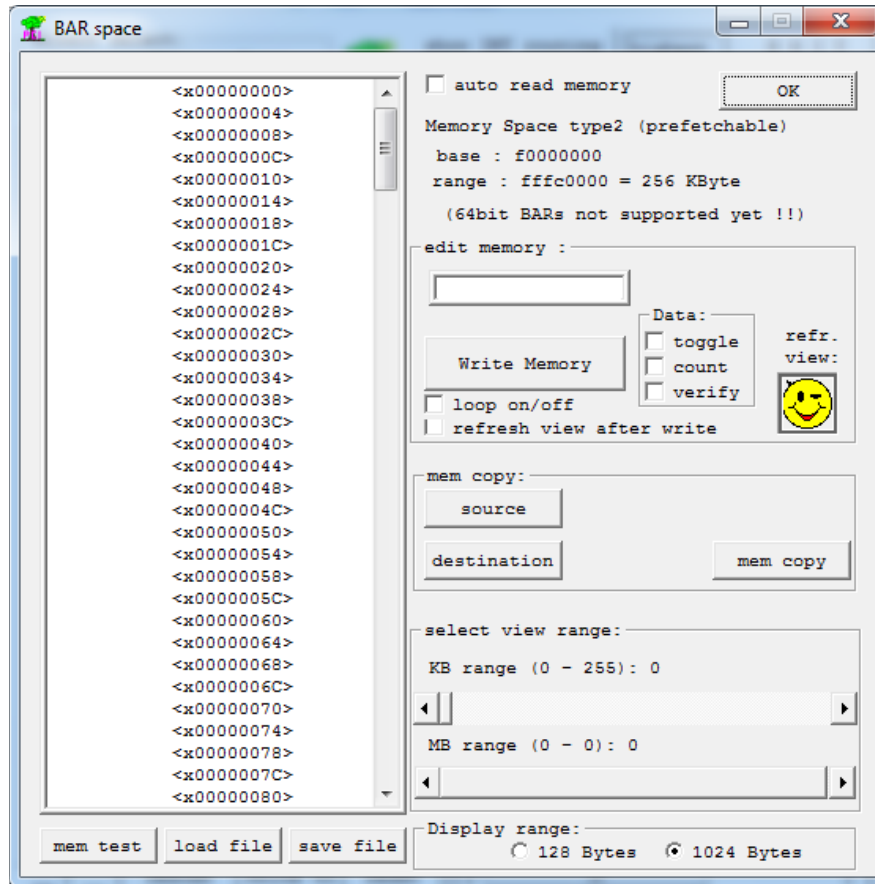 BAR space
<x00000000>
<x00000004>
<x00000008>
<x0000000C>
<x00000010>
<x00000014>
<x00000018>
<x0000001C>
<x00000020>
<x00000024>
<x00000028>
<x0000002C>
<x00000030>
<x00000034>
<x00000038>
<x0000003C>
<x00000040>
<x00000044>
<x00000048>
<x0000004C>
<x00000050>
<x00000054>
<x00000058>
<x0000005C>
<x00000060>
<x00000064>
<x00000068>
<x0000006C>
<x00000070>
<x00000074>
<x00000078>
<x0000007C>
<x00000080>
mem test load file save file
auto read memory OK
Memory Space type2 (prefetchable)
base : f0000000
range : fffc0000 = 256 KByte
(64bit BARs not supported yet !!)
edit memory :
Write Memory
loop on/off
refresh view after write
Data:
toggle
count
verify
refr.
view:
mem copy:
source
destination mem copy
select view range:
KB range (0 - 255): 0
MB range (0 - 0): 0
Display range:
128 Bytes 1024 Bytes